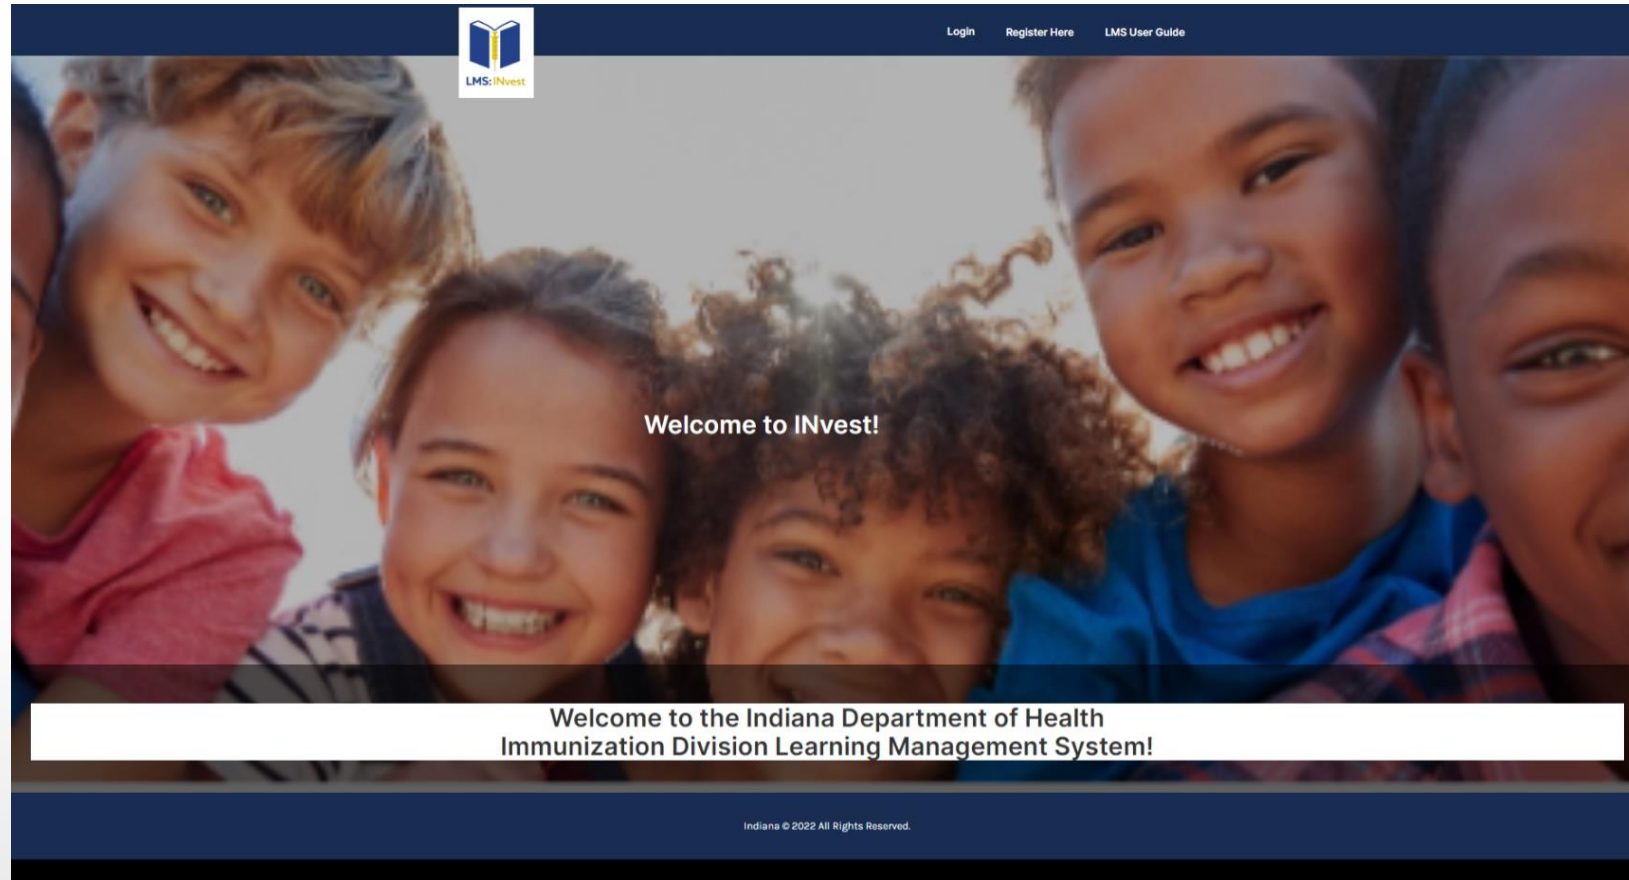 Login Register Here LMS User Guide
LMS: INvest
Welcome to INvest!
Welcome to the Indiana Department of Health
Immunization Division Learning Management System!
Indiana © 2022 All Rights Reserved.